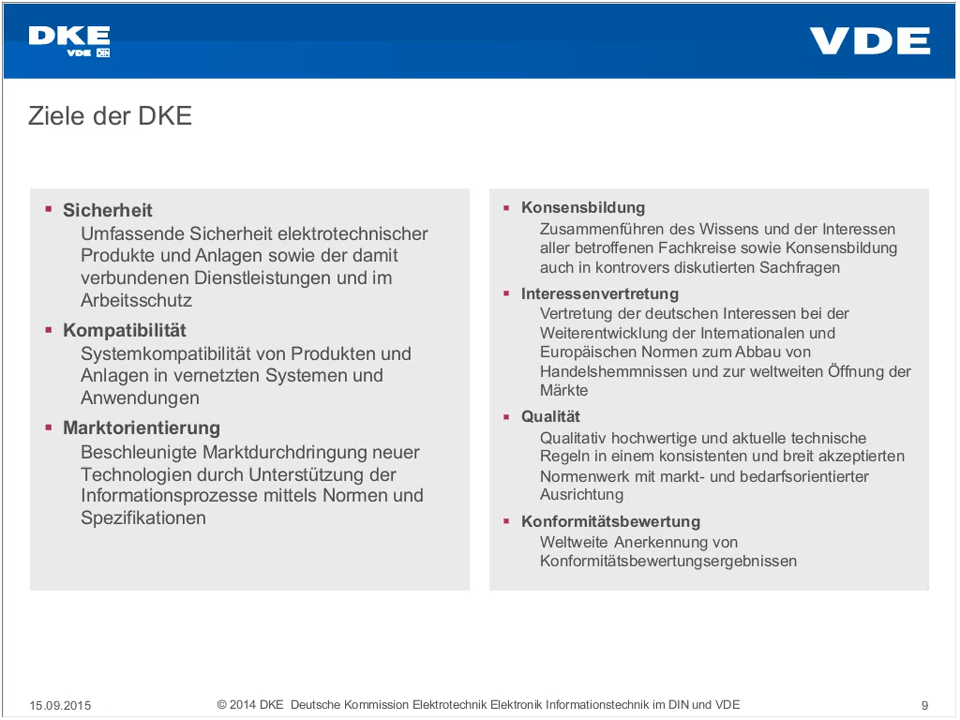 DKE
VDE DIN
VDE
Ziele der DKE
▪ Sicherheit
Umfassende Sicherheit elektrotechnischer
Produkte und Anlagen sowie der damit
verbundenen Dienstleistungen und im
Arbeitsschutz
▪ Kompatibilität
Systemkompatibilität von Produkten und
Anlagen in vernetzten Systemen und
Anwendungen
▪ Marktorientierung
Beschleunigte Marktdurchdringung neuer
Technologien durch Unterstützung der
Informationsprozesse mittels Normen und
Spezifikationen
▪ Konsensbildung
Zusammenführen des Wissens und der Interessen
aller betroffenen Fachkreise sowie Konsensbildung
auch in kontrovers diskutierten Sachfragen
▪ Interessenvertretung
Vertretung der deutschen Interessen bei der
Weiterentwicklung der Internationalen und
Europäischen Normen zum Abbau von
Handelshemmnissen und zur weltweiten Öffnung der
Märkte
▪ Qualität
Qualitativ hochwertige und aktuelle technische
Regeln in einem konsistenten und breit akzeptierten
Normenwerk mit markt- und bedarfsorientierter
Ausrichtung
▪ Konformitätsbewertung
Weltweite Anerkennung von
Konformitätsbewertungsergebnissen
15.09.2015
© 2014 DKE Deutsche Kommission Elektrotechnik Elektronik Informationstechnik im DIN und VDE
9